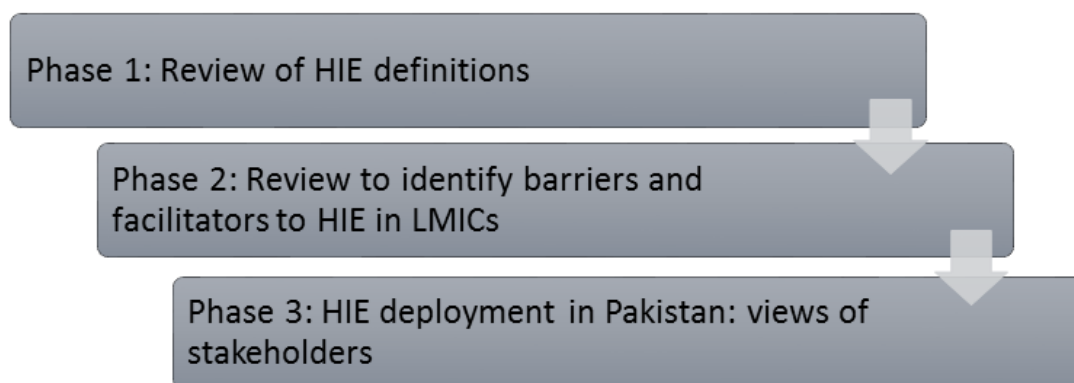 Phase 1: Review of HIE definitions
Phase 2: Review to identify barriers and
facilitators to HIE in LMICs
Phase 3: HIE deployment in Pakistan: views of
stakeholders